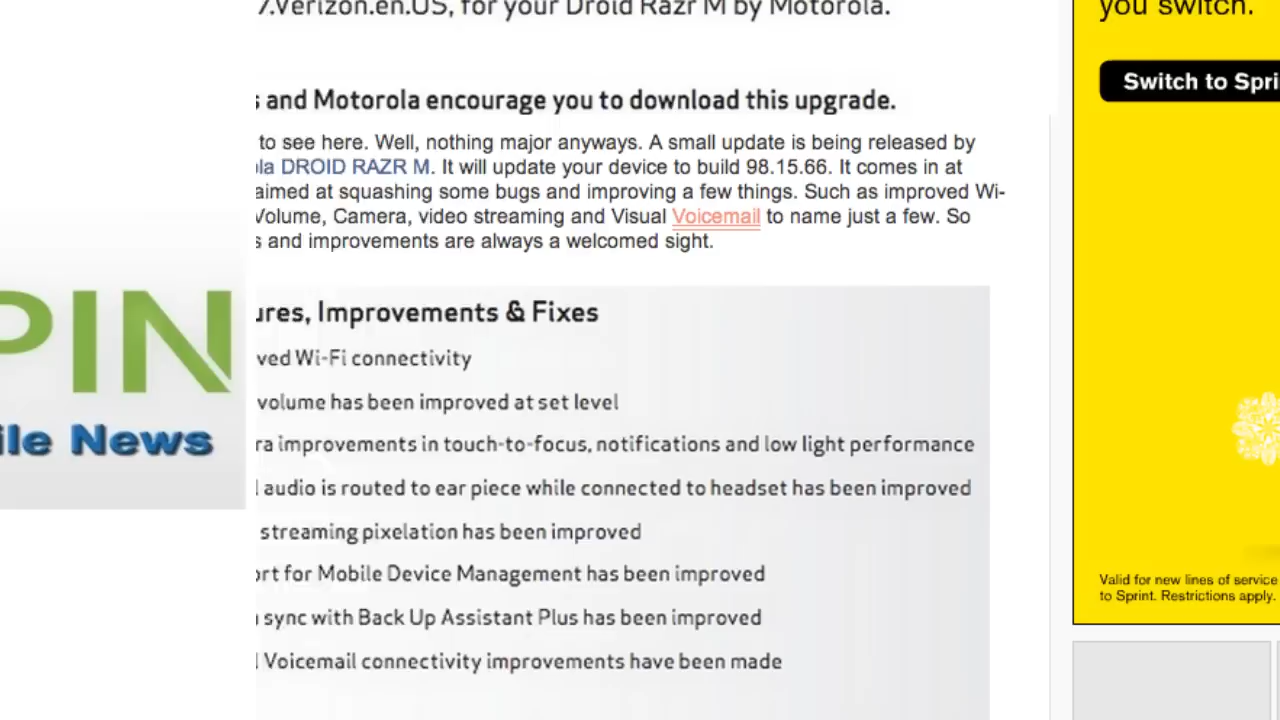 7.Verizon.en.US, for your Droid Razr M by Motorola.
s and Motorola encourage you to download this upgrade.
to see here. Well, nothing major anyways. A small update is being released by
la DROID RAZR M. It will update your device to build 98.15.66. It comes in at
aimed at squashing some bugs and improving a few things. Such as improved Wi-
Volume, Camera, video streaming and Visual Voicemail to name just a few. So
s and improvements are always a welcomed sight.
ures, Improvements & Fixes
ved Wi-Fi connectivity
volume has been improved at set level
ra improvements in touch-to-focus, notifications and low light performance
l audio is routed to ear piece while connected to headset has been improved
streaming pixelation has been improved
ort for Mobile Device Management has been improved
sync with Back Up Assistant Plus has been improved
l Voicemail connectivity improvements have been made
PIN
ile News
you switch.
Switch to Spri
Valid for new lines of service
to Sprint. Restrictions apply.